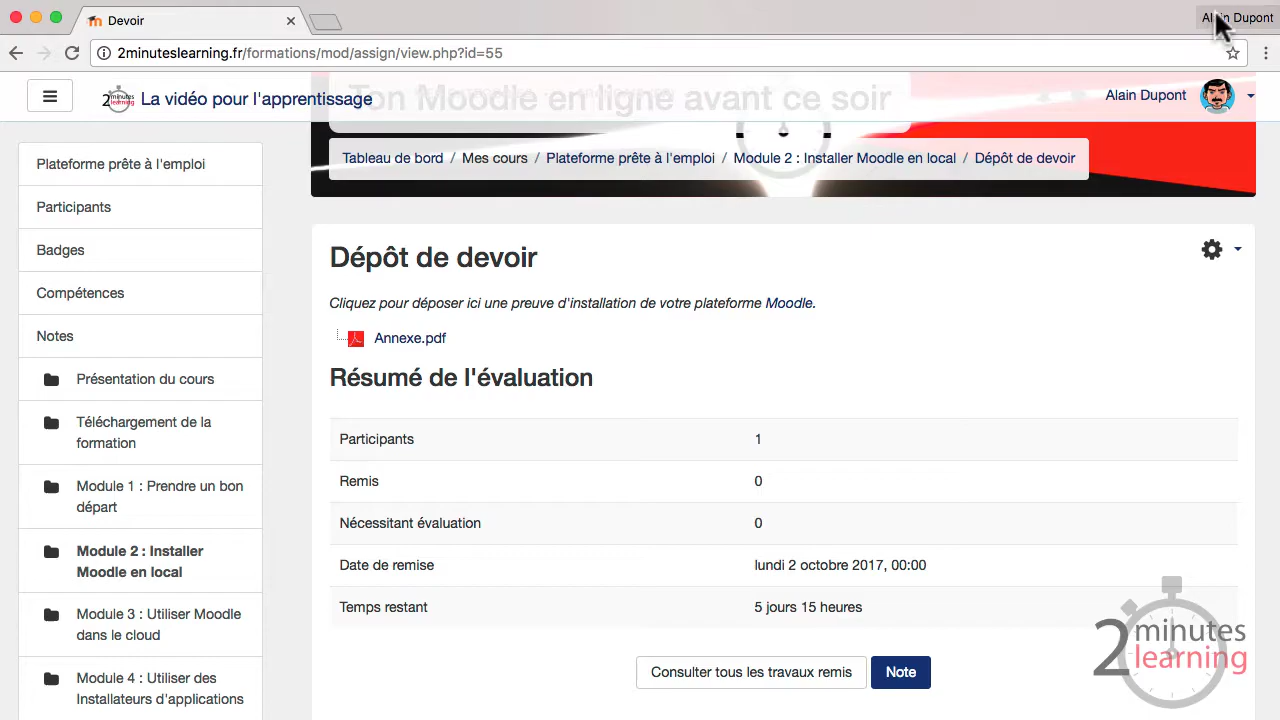 Devoir
Alain Dupont
2minuteslearning.fr/formations/mod/assign/view.php?id=55
2minutes learning
La vidéo pour l'apprentissage
Ton Moodle en ligne avant ce soir
Alain Dupont
Tableau de bord / Mes cours / Plateforme prête à l'emploi / Module 2 : Installer Moodle en local / Dépôt de devoir
Plateforme prête à l'emploi
Participants
Badges
Compétences
Notes
Présentation du cours
Téléchargement de la
formation
Module 1 : Prendre un bon
départ
Module 2 : Installer
Moodle en local
Module 3 : Utiliser Moodle
dans le cloud
Module 4 : Utiliser des
Installateurs d'applications
Dépôt de devoir
Cliquez pour déposer ici une preuve d'installation de votre plateforme Moodle.
Annexe.pdf
Résumé de l'évaluation
Participants 1
Remis 0
Nécessitant évaluation 0
Date de remise lundi 2 octobre 2017, 00:00
Temps restant 5 jours 15 heures
Consulter tous les travaux remis Note
2minutes
learning